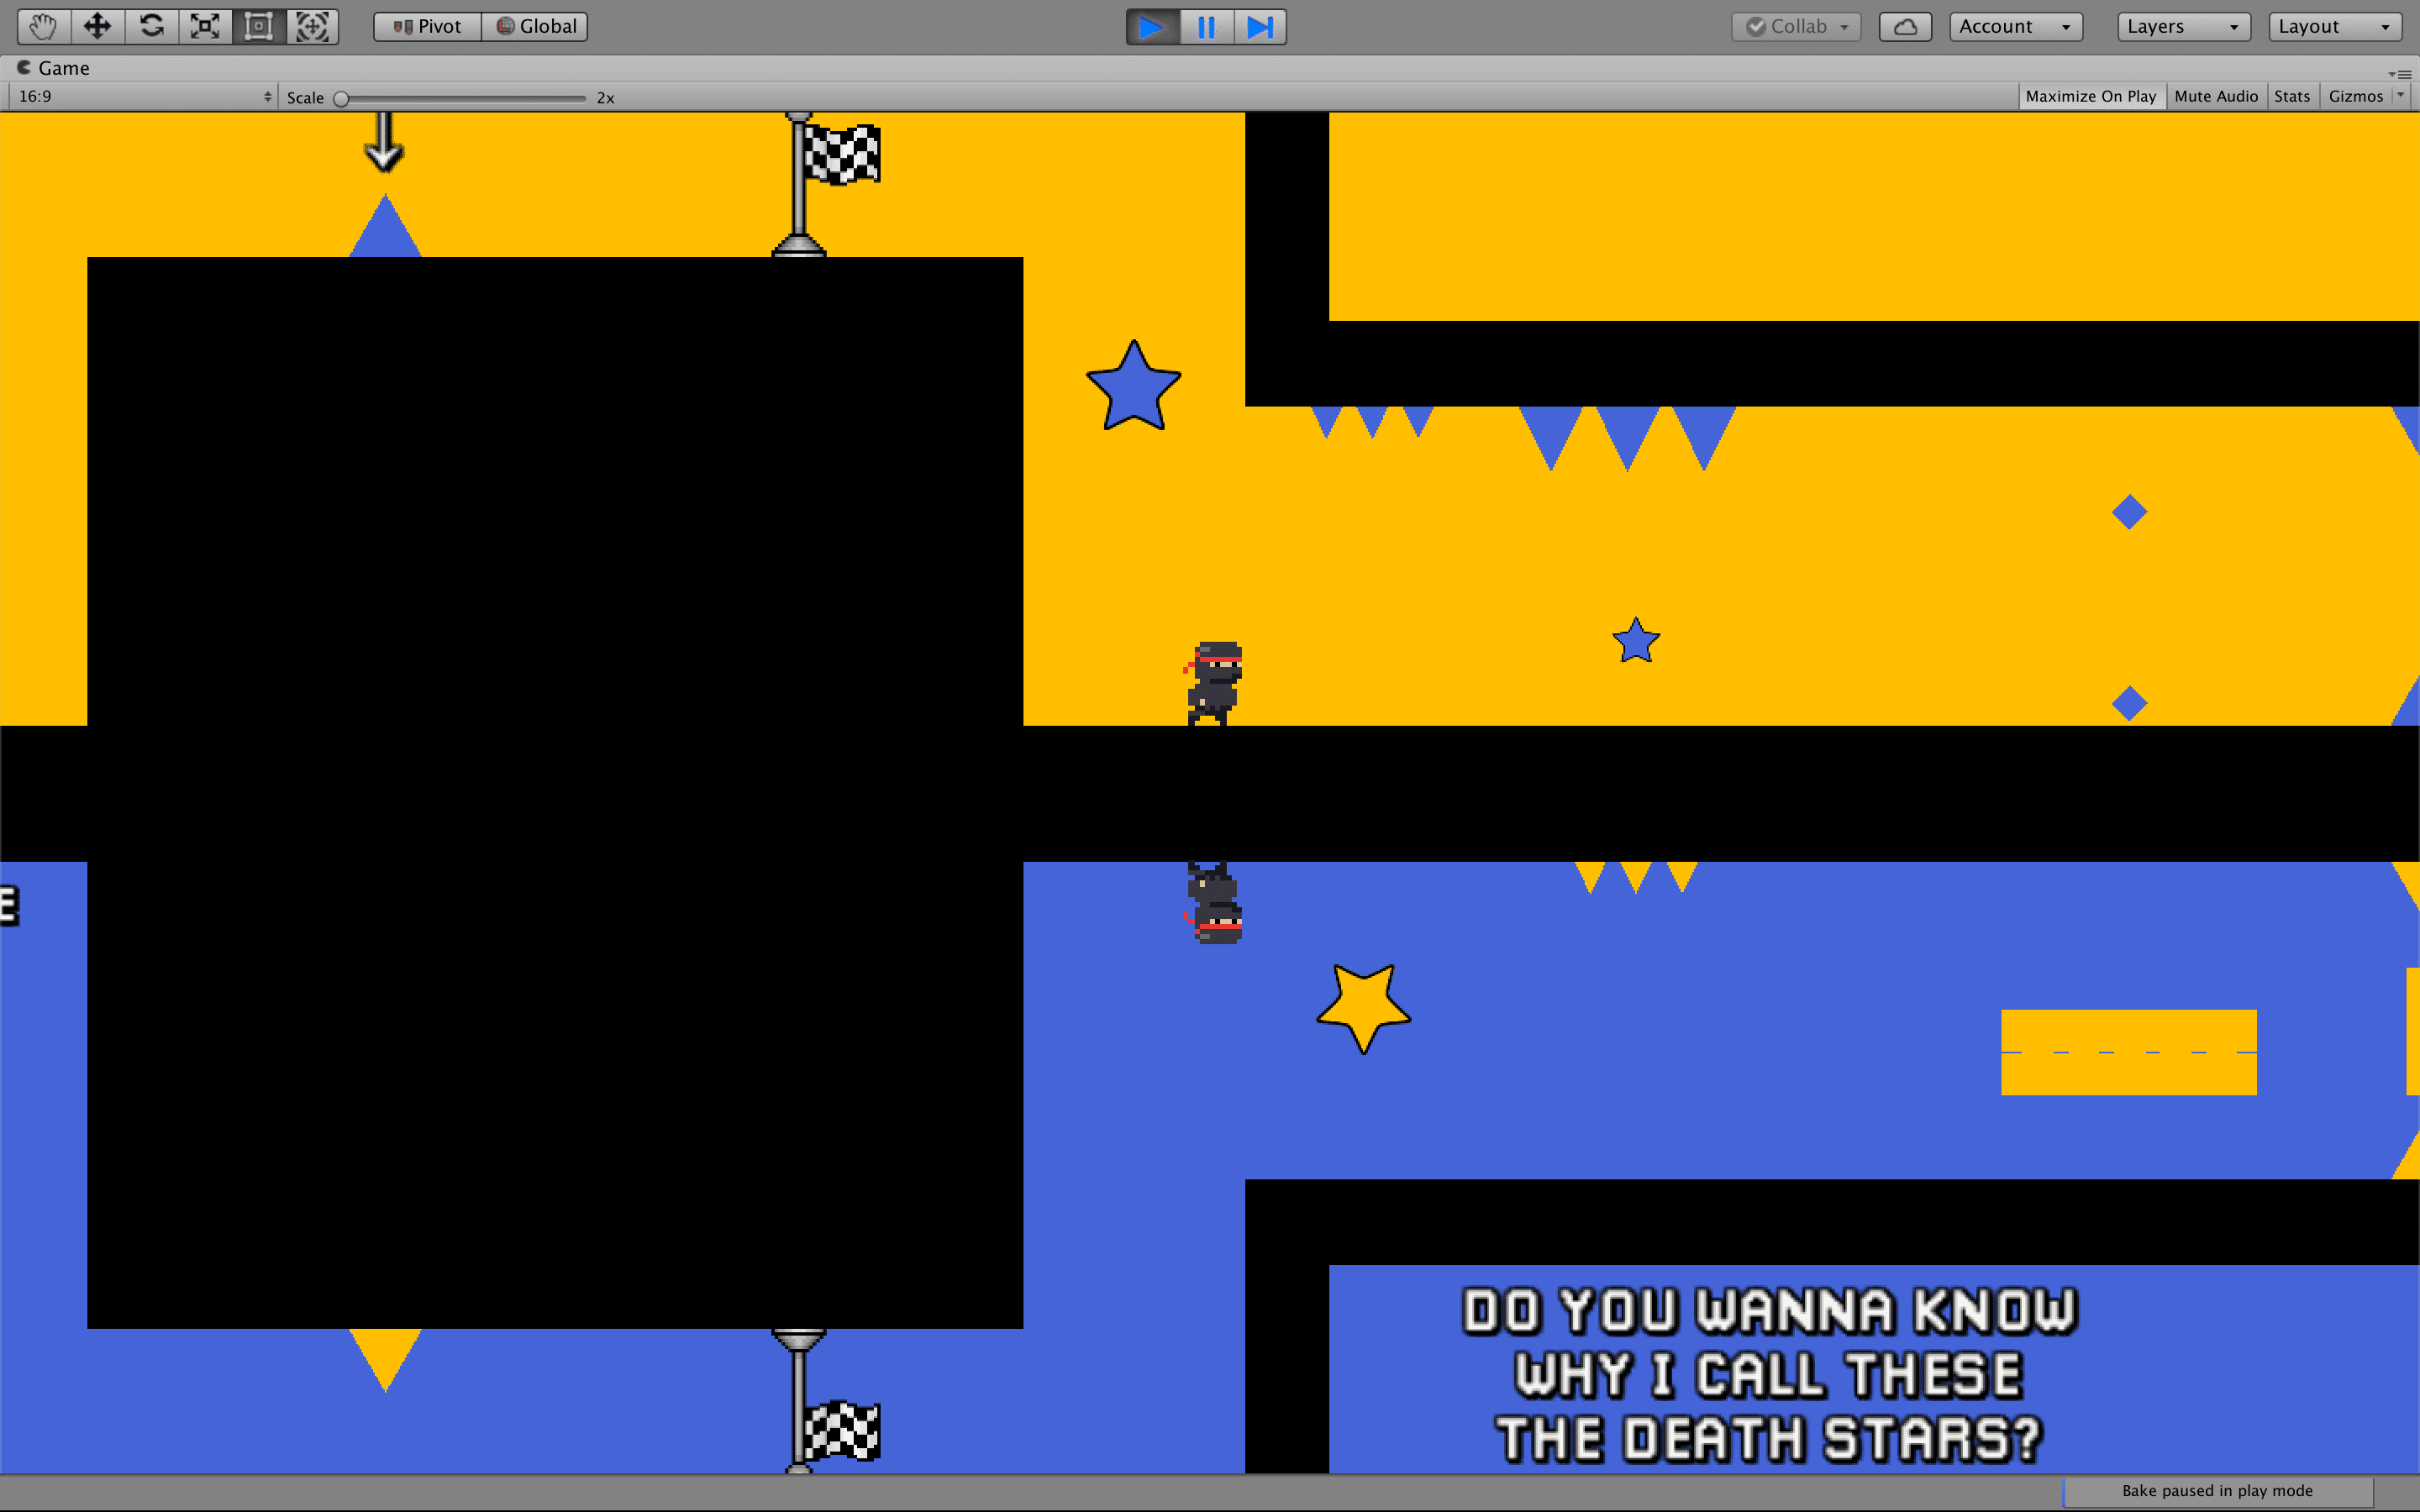 Pivot
Global
Collab
Account
Layers
Layout
Game
16:9
Scale
2x
Maximize On Play
Mute Audio
Stats
Gizmos
E
DO YOU WANNA KNOW
WHY I CALL THESE
THE DEATH STARS?
Bake paused in play mode